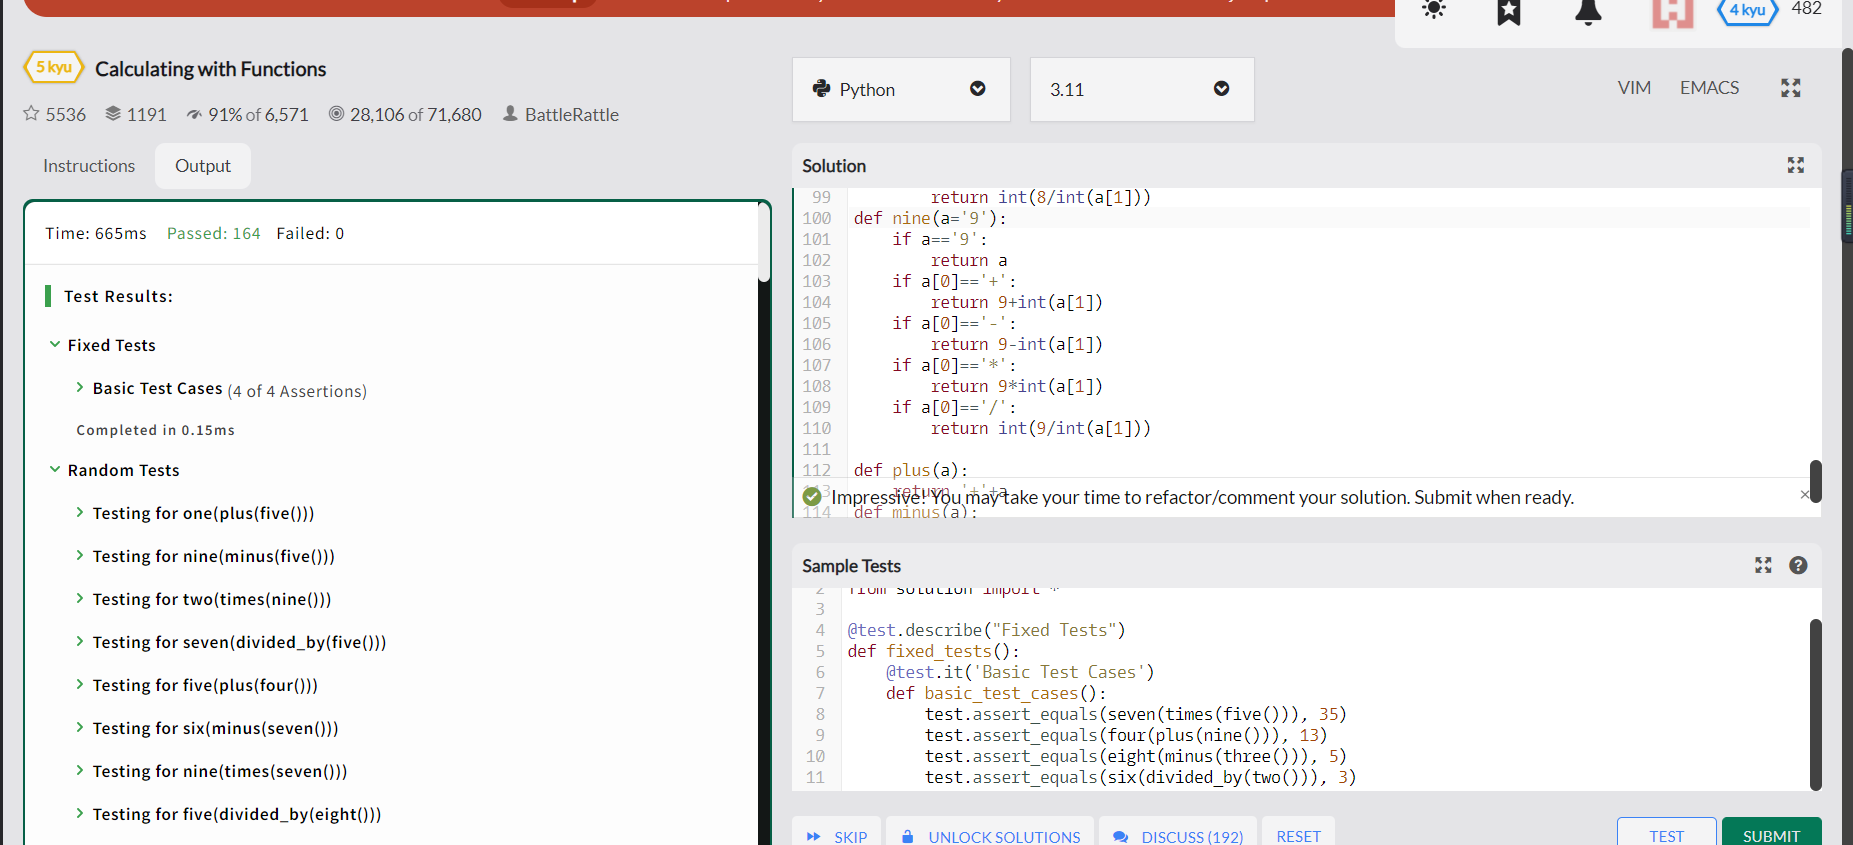 4 kyu
482
5 kyu
Calculating with Functions
5536
1191
91% of 6,571
28,106 of 71,680
BattleRattle
Python
3.11
VIM
EMACS
Instructions
Output
Time: 665ms Passed: 164 Failed: 0
Test Results:
Fixed Tests
Basic Test Cases (4 of 4 Assertions)
Completed in 0.15ms
Random Tests
Testing for one(plus(five()))
Testing for nine(minus(five()))
Testing for two(times(nine()))
Testing for seven(divided_by(five()))
Testing for five(plus(four()))
Testing for six(minus(seven()))
Testing for nine(times(seven()))
Testing for five(divided_by(eight()))
Solution
99 return int(8/int(a[1]))
100 def nine(a='9'):
101 if a=='9':
102 return a
103 if a[0]=='+':
104 return 9+int(a[1])
105 if a[0]=='-':
106 return 9-int(a[1])
107 if a[0]=='*':
108 return 9*int(a[1])
109 if a[0]=='/':
110 return int(9/int(a[1]))
111
112 def plus(a):
113 return '+'+a
Impressive! You may take your time to refactor/comment your solution. Submit when ready.
114 def minus(a):
Sample Tests
2 from solution import *
3
4 @test.describe("Fixed Tests")
5 def fixed_tests():
6 @test.it('Basic Test Cases')
7 def basic_test_cases():
8 test.assert_equals(seven(times(five())), 35)
9 test.assert_equals(four(plus(nine())), 13)
10 test.assert_equals(eight(minus(three())), 5)
11 test.assert_equals(six(divided_by(two())), 3)
SKIP
UNLOCK SOLUTIONS
DISCUSS (192)
RESET
TEST
SUBMIT